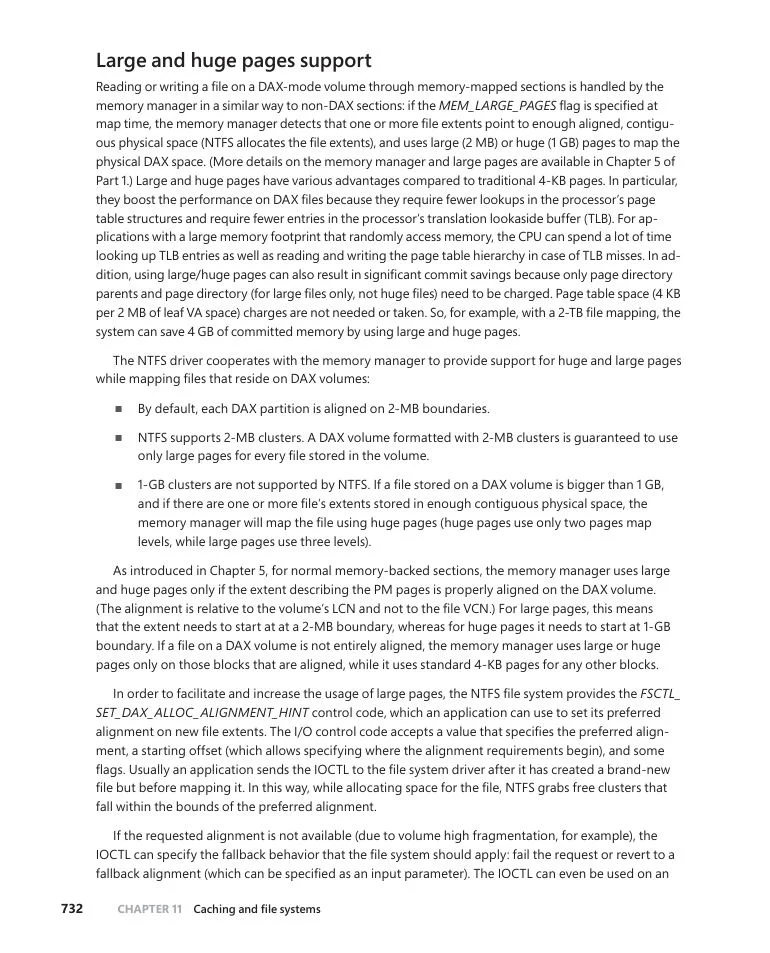 Large and huge pages support
Reading or writing a file on a DAX-mode volume through memory-mapped sections is handled by the
memory manager in a similar way to non-DAX sections: if the MEM_LARGE_PAGES flag is specified at
map time, the memory manager detects that one or more file extents point to enough aligned, contigu-
ous physical space (NTFS allocates the file extents), and uses large (2 MB) or huge (1 GB) pages to map the
physical DAX space. (More details on the memory manager and large pages are available in Chapter 5 of
Part 1.) Large and huge pages have various advantages compared to traditional 4-KB pages. In particular,
they boost the performance on DAX files because they require fewer lookups in the processor's page
table structures and require fewer entries in the processor's translation lookaside buffer (TLB). For ap-
plications with a large memory footprint that randomly access memory, the CPU can spend a lot of time
looking up TLB entries as well as reading and writing the page table hierarchy in case of TLB misses. In ad-
dition, using large/huge pages can also result in significant commit savings because only page directory
parents and page directory (for large files only, not huge files) need to be charged. Page table space (4 KB
per 2 MB of leaf VA space) charges are not needed or taken. So, for example, with a 2-TB file mapping, the
system can save 4 GB of committed memory by using large and huge pages.
The NTFS driver cooperates with the memory manager to provide support for huge and large pages
while mapping files that reside on DAX volumes:
■ By default, each DAX partition is aligned on 2-MB boundaries.
■ NTFS supports 2-MB clusters. A DAX volume formatted with 2-MB clusters is guaranteed to use
only large pages for every file stored in the volume.
■ 1-GB clusters are not supported by NTFS. If a file stored on a DAX volume is bigger than 1 GB,
and if there are one or more file's extents stored in enough contiguous physical space, the
memory manager will map the file using huge pages (huge pages use only two pages map
levels, while large pages use three levels).
As introduced in Chapter 5, for normal memory-backed sections, the memory manager uses large
and huge pages only if the extent describing the PM pages is properly aligned on the DAX volume.
(The alignment is relative to the volume's LCN and not to the file VCN.) For large pages, this means
that the extent needs to start at at a 2-MB boundary, whereas for huge pages it needs to start at 1-GB
boundary. If a file on a DAX volume is not entirely aligned, the memory manager uses large or huge
pages only on those blocks that are aligned, while it uses standard 4-KB pages for any other blocks.
In order to facilitate and increase the usage of large pages, the NTFS file system provides the FSCTL_
SET_DAX_ALLOC_ALIGNMENT_HINT control code, which an application can use to set its preferred
alignment on new file extents. The I/O control code accepts a value that specifies the preferred align-
ment, a starting offset (which allows specifying where the alignment requirements begin), and some
flags. Usually an application sends the IOCTL to the file system driver after it has created a brand-new
file but before mapping it. In this way, while allocating space for the file, NTFS grabs free clusters that
fall within the bounds of the preferred alignment.
If the requested alignment is not available (due to volume high fragmentation, for example), the
IOCTL can specify the fallback behavior that the file system should apply: fail the request or revert to a
fallback alignment (which can be specified as an input parameter). The IOCTL can even be used on an
732 CHAPTER 11 Caching and file systems